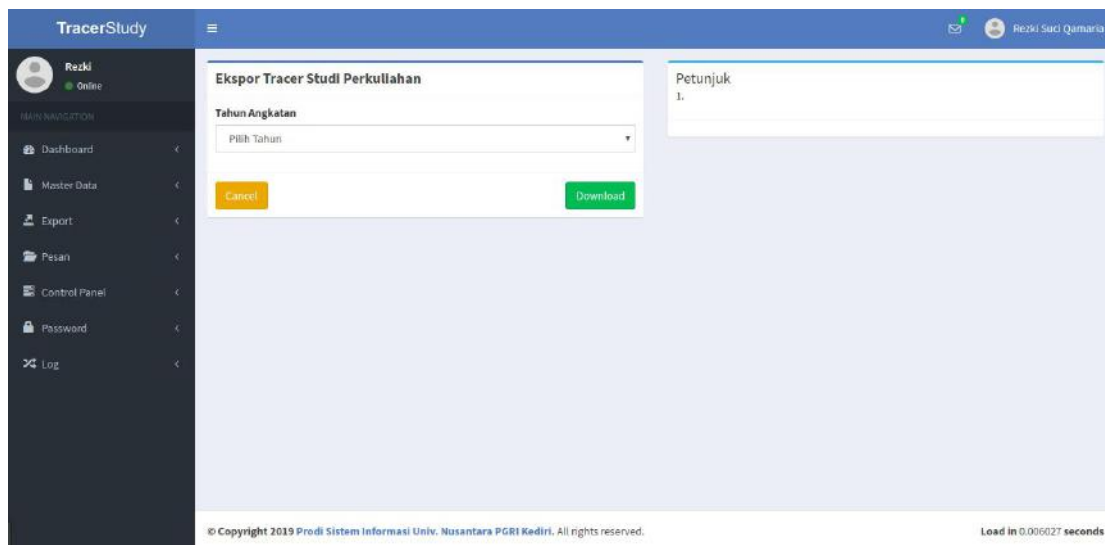 TracerStudy
0
Rezki Suci Qamaria
Rezki
Online
MAIN NAVIGATION
Dashboard
Master Data
Export
Pesan
Control Panel
Password
Log
Ekspor Tracer Studi Perkuliahan
Tahun Angkatan
Pilih Tahun
Cancel
Download
Petunjuk
1.
© Copyright 2019 Prodi Sistem Informasi Univ. Nusantara PGRI Kediri. All rights reserved.
Load in 0.006027 seconds